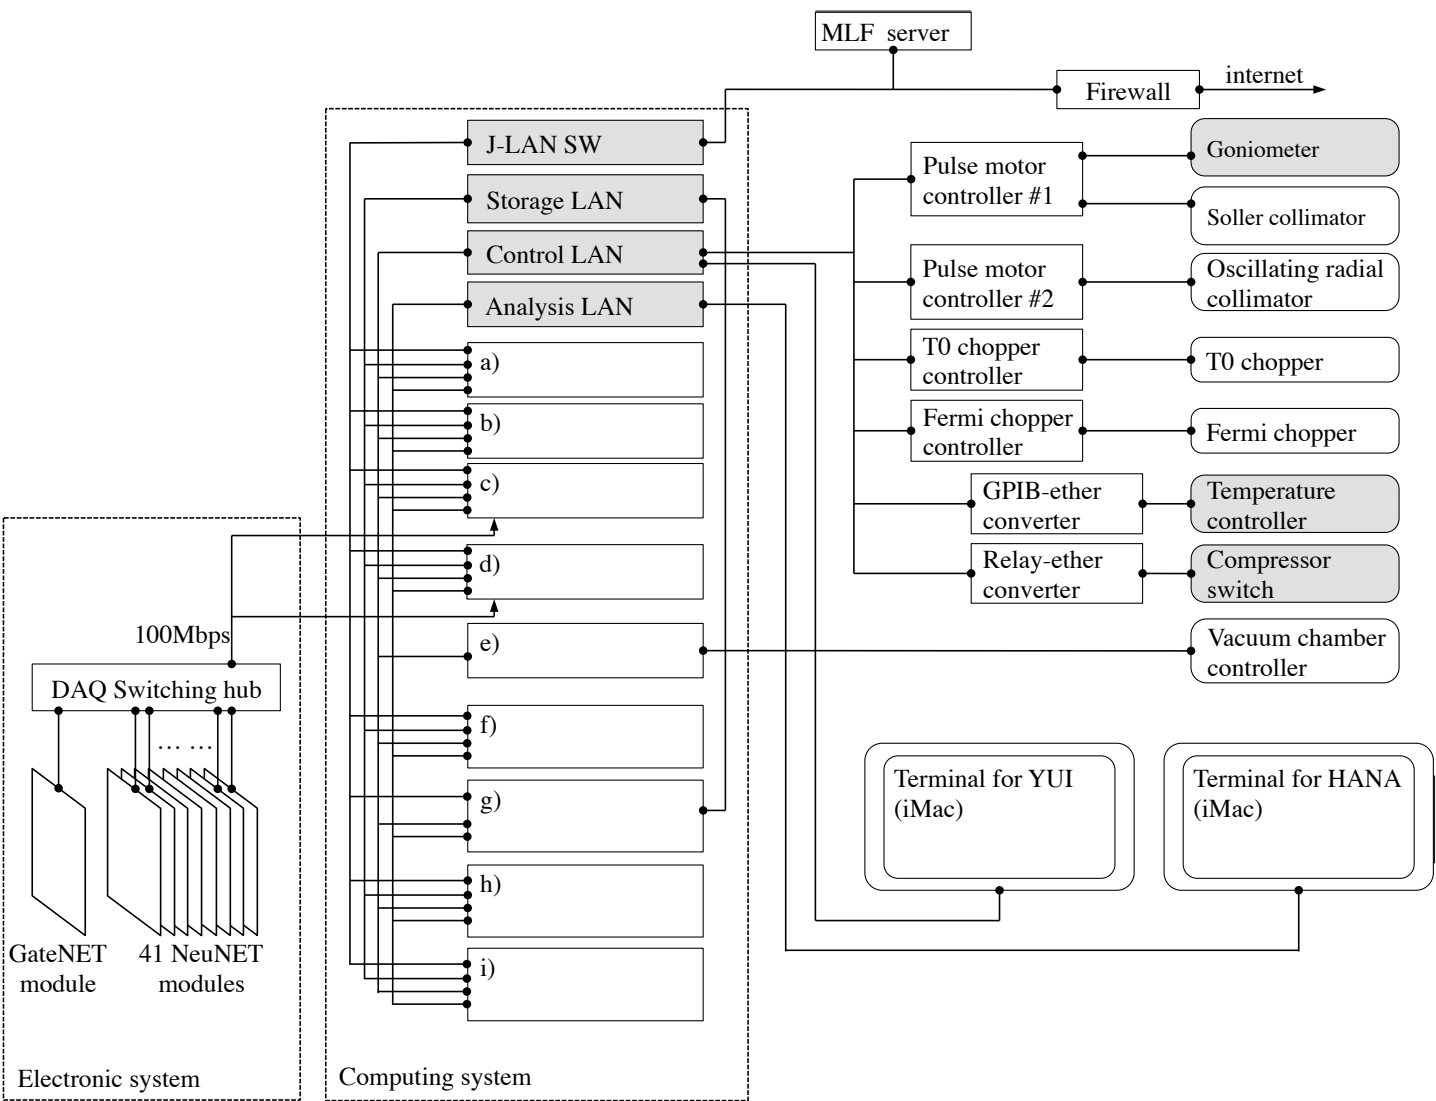 MLF server
Firewall
internet
J-LAN SW
Storage LAN
Control LAN
Analysis LAN
a)
b)
c)
d)
e)
f)
g)
h)
i)
Computing system
Pulse motor
controller #1
Pulse motor
controller #2
T0 chopper
controller
Fermi chopper
controller
GPIB-ether
converter
Relay-ether
converter
Goniometer
Soller collimator
Oscillating radial
collimator
T0 chopper
Fermi chopper
Temperature
controller
Compressor
switch
Vacuum chamber
controller
Terminal for YUI
(iMac)
Terminal for HANA
(iMac)
100Mbps
DAQ Switching hub
... ...
GateNET
module
41 NeuNET
modules
Electronic system